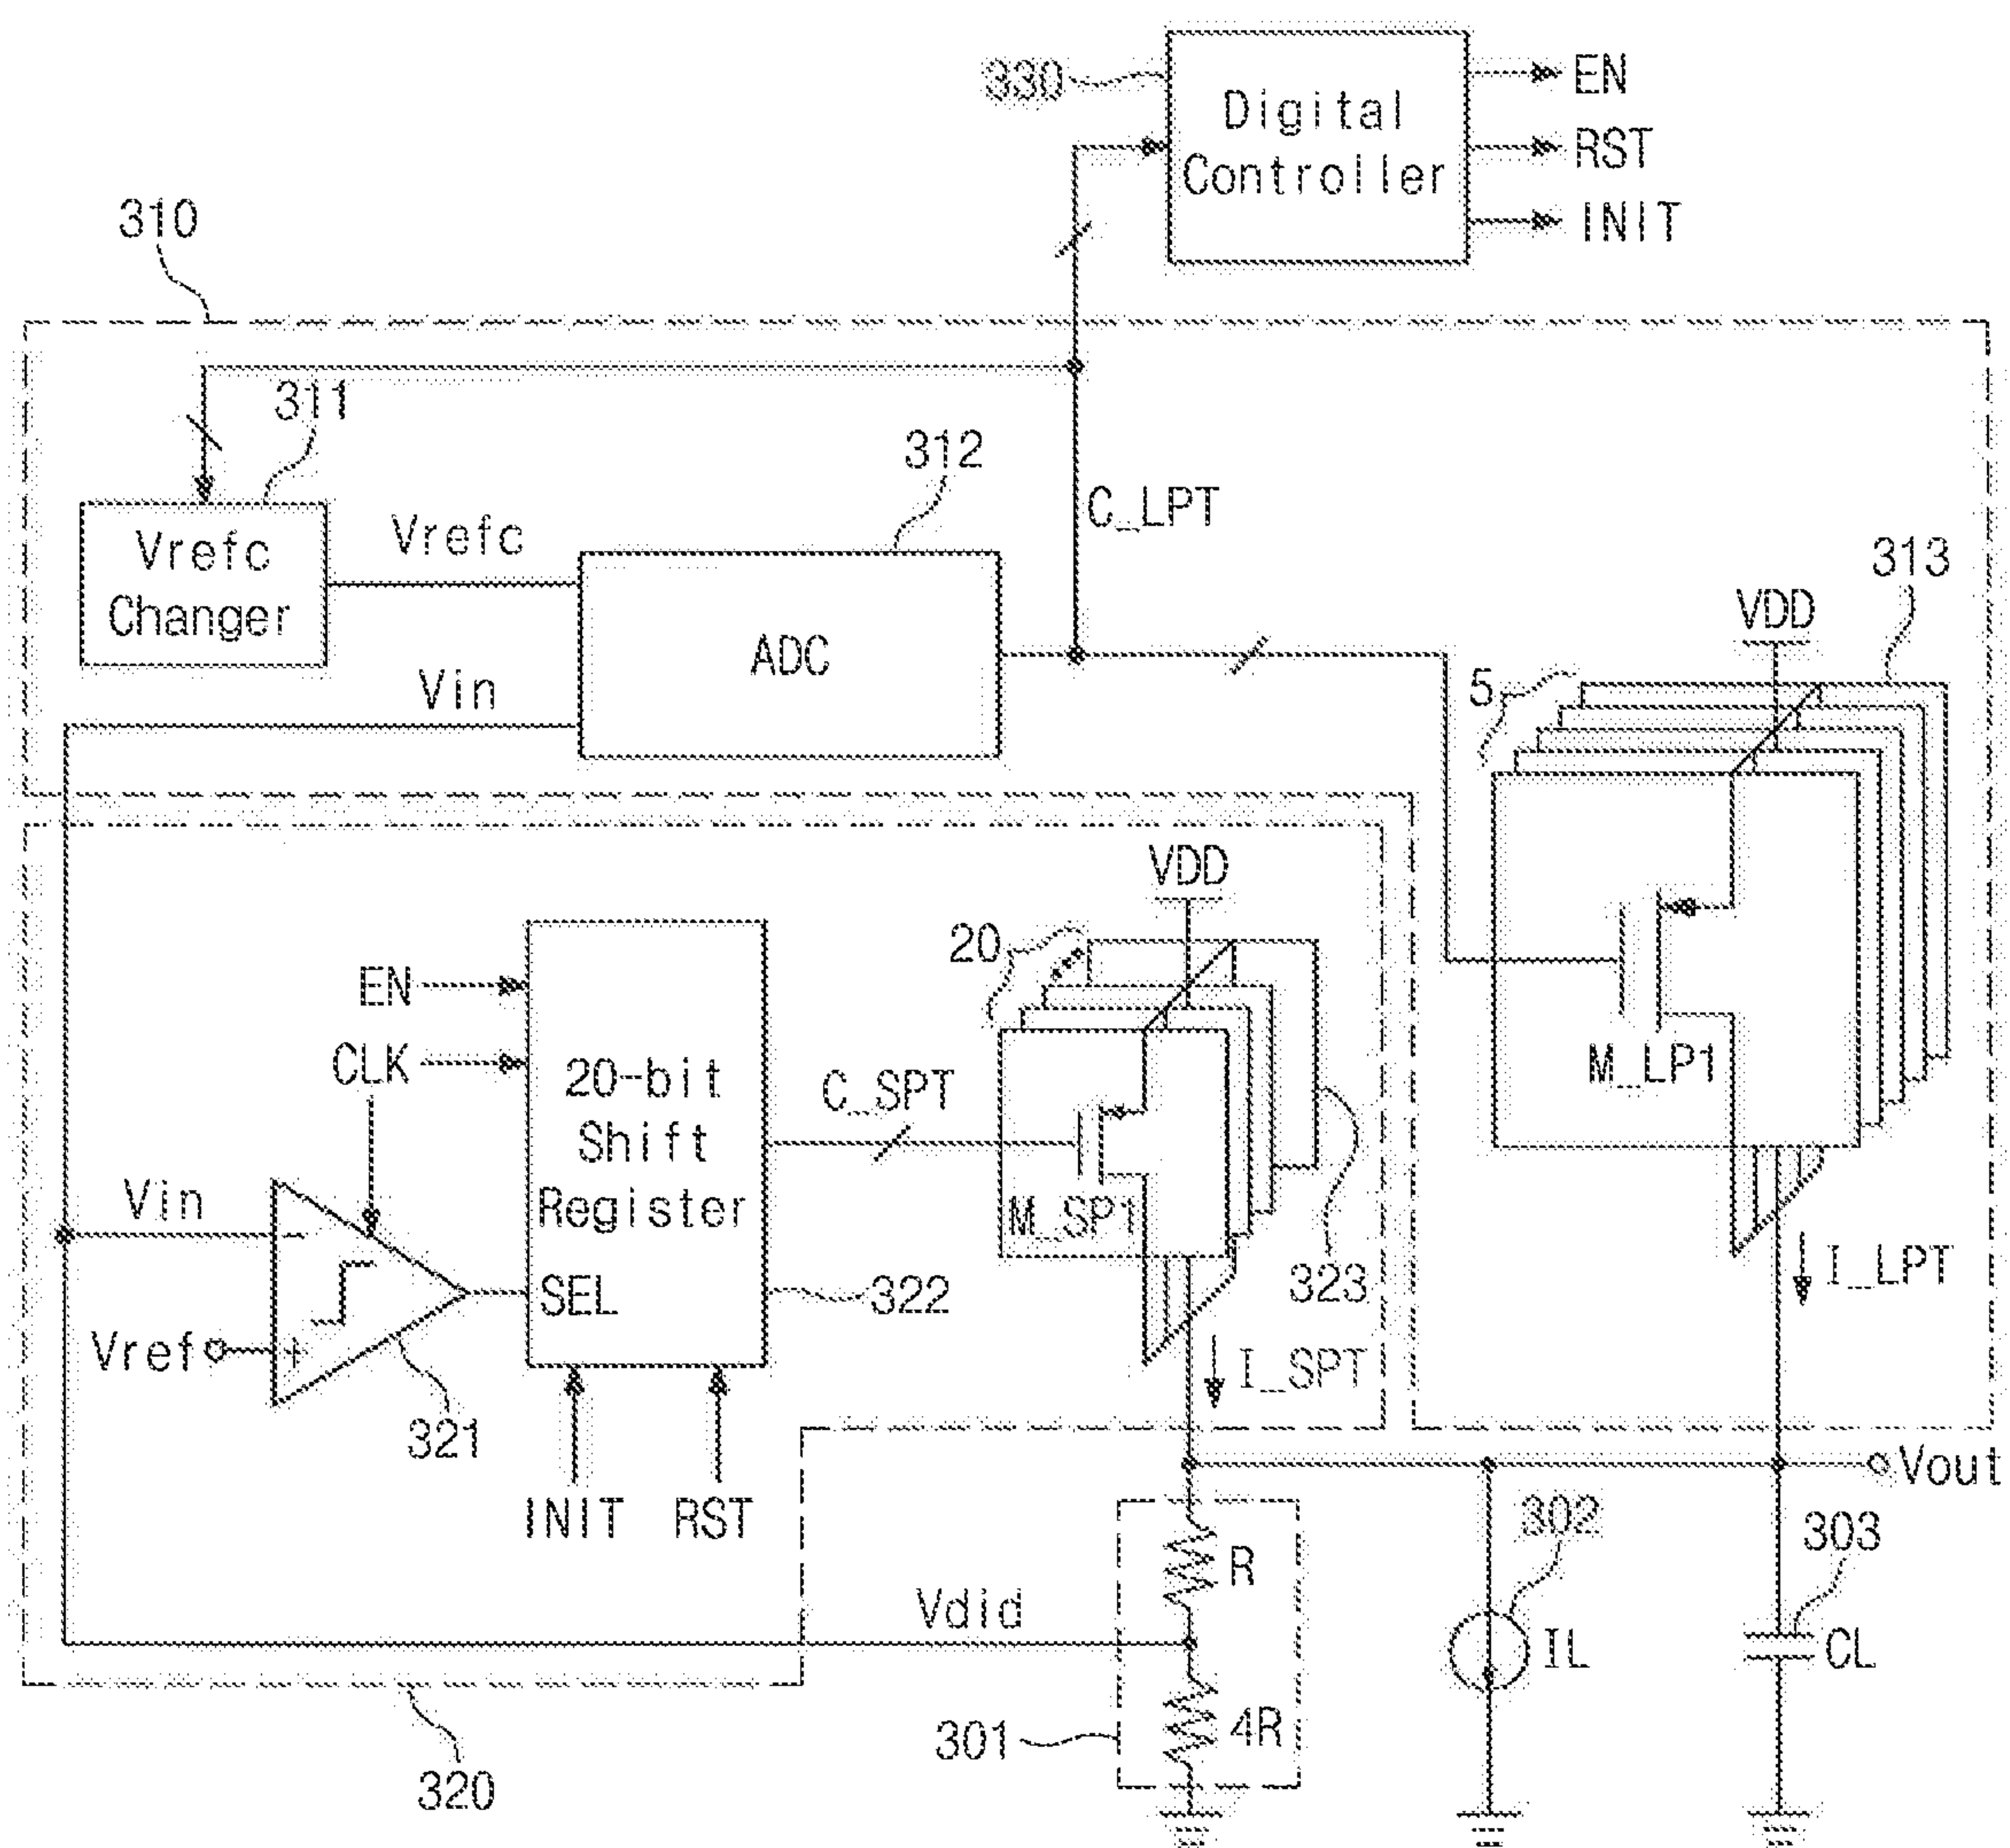 330
Digital
Controller
EN
RST
INIT
310
311
312
C_LPT
Vrefc
Changer
Vrefc
ADC
Vin
313
VDD
5
M_LP1
I_LPT
VDD
20
EN
CLK
20-bit
Shift
Register
SEL
C_SPT
M_SP1
323
322
Vin
-
Vref
+
321
INIT
RST
I_SPT
Vout
302
303
R
Vdid
IL
CL
4R
301
320